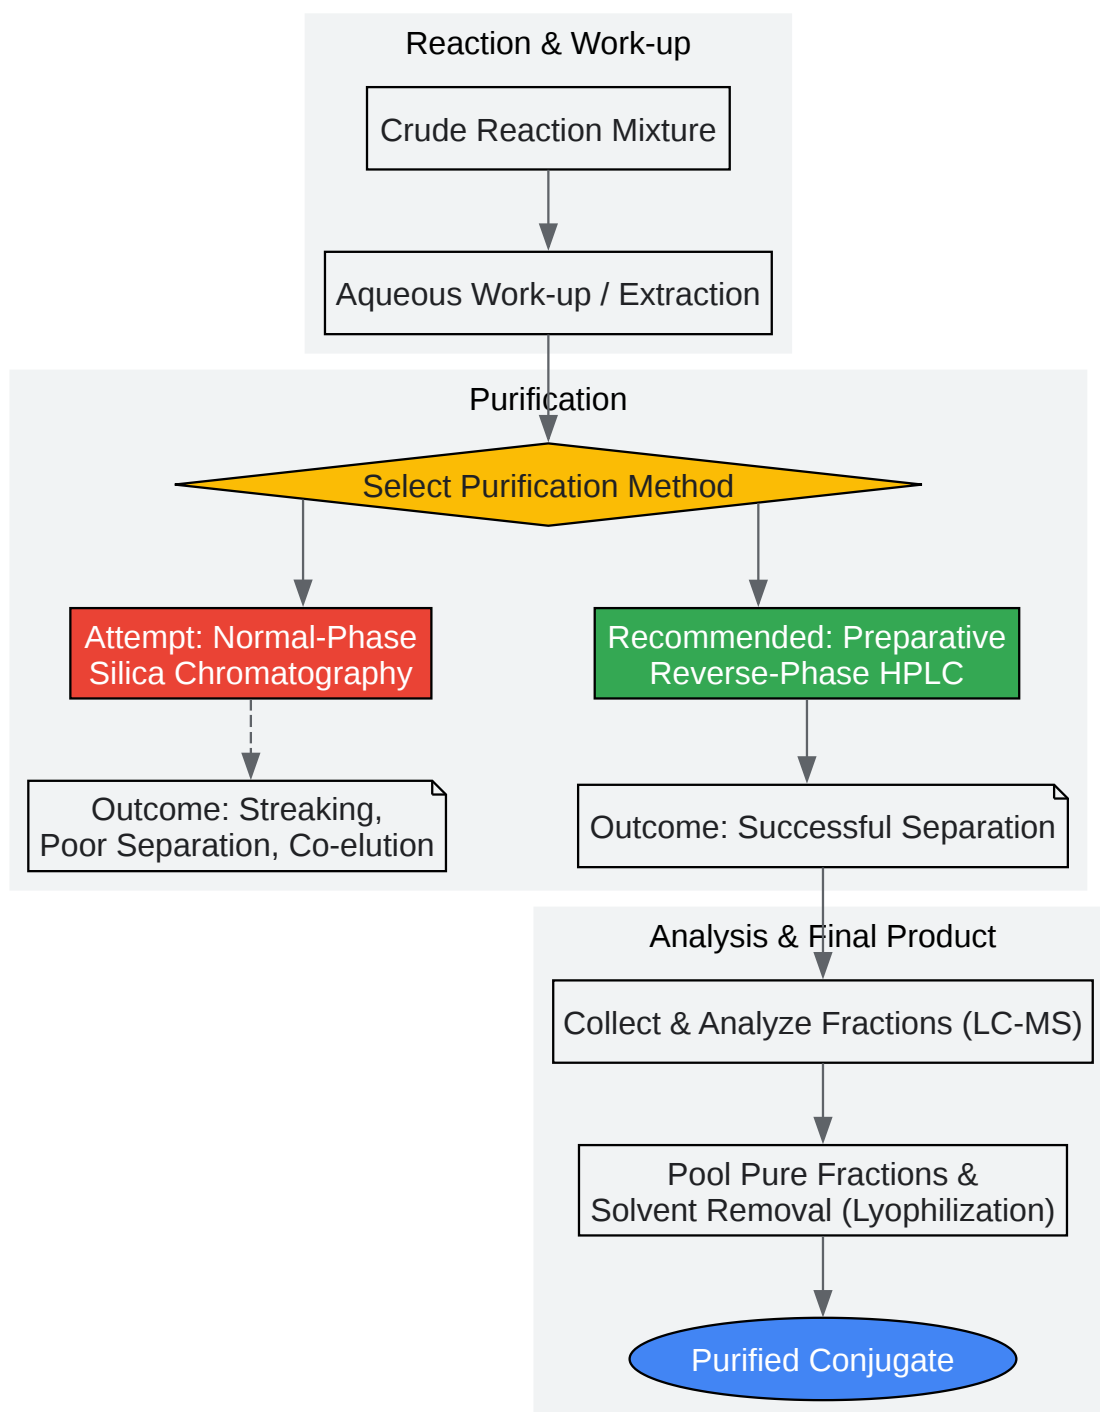 Reaction & Work-up
Crude Reaction Mixture
Aqueous Work-up / Extraction
Purification
Select Purification Method
Attempt: Normal-Phase
Silica Chromatography
Recommended: Preparative
Reverse-Phase HPLC
Outcome: Streaking,
Poor Separation, Co-elution
Outcome: Successful Separation
Analysis & Final Product
Collect & Analyze Fractions (LC-MS)
Pool Pure Fractions &
Solvent Removal (Lyophilization)
Purified Conjugate